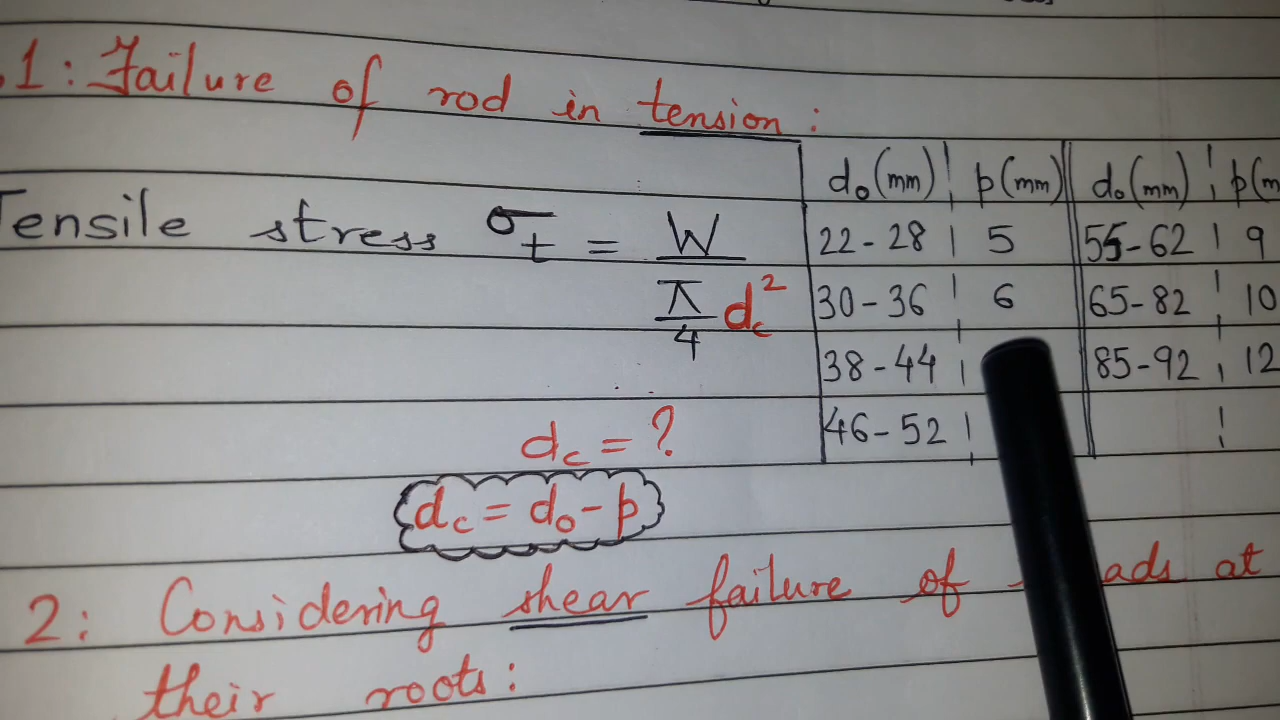 1: Failure of rod in tension :
Tensile stress σt = W
π/4 dc²
d₀(mm) p(mm) d₀(mm)
22-28 5 55-62 9
30-36 6 65-82 10
38-44 85-92 12
46-52
dc = ?
dc = d₀ - p
2: Considering shear failure of at
their roots: